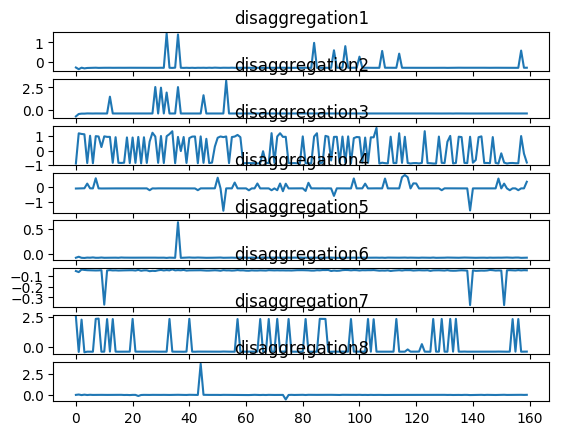 disaggregation1
1
0
disaggregation2
2.5
0.0
disaggregation3
1
0
−1
disaggregation4
0
−1
disaggregation5
0.5
0.0
disaggregation6
−0.1
−0.2
−0.3
disaggregation7
2.5
0.0
disaggregation8
2.5
0.0
0 20 40 60 80 100 120 140 160